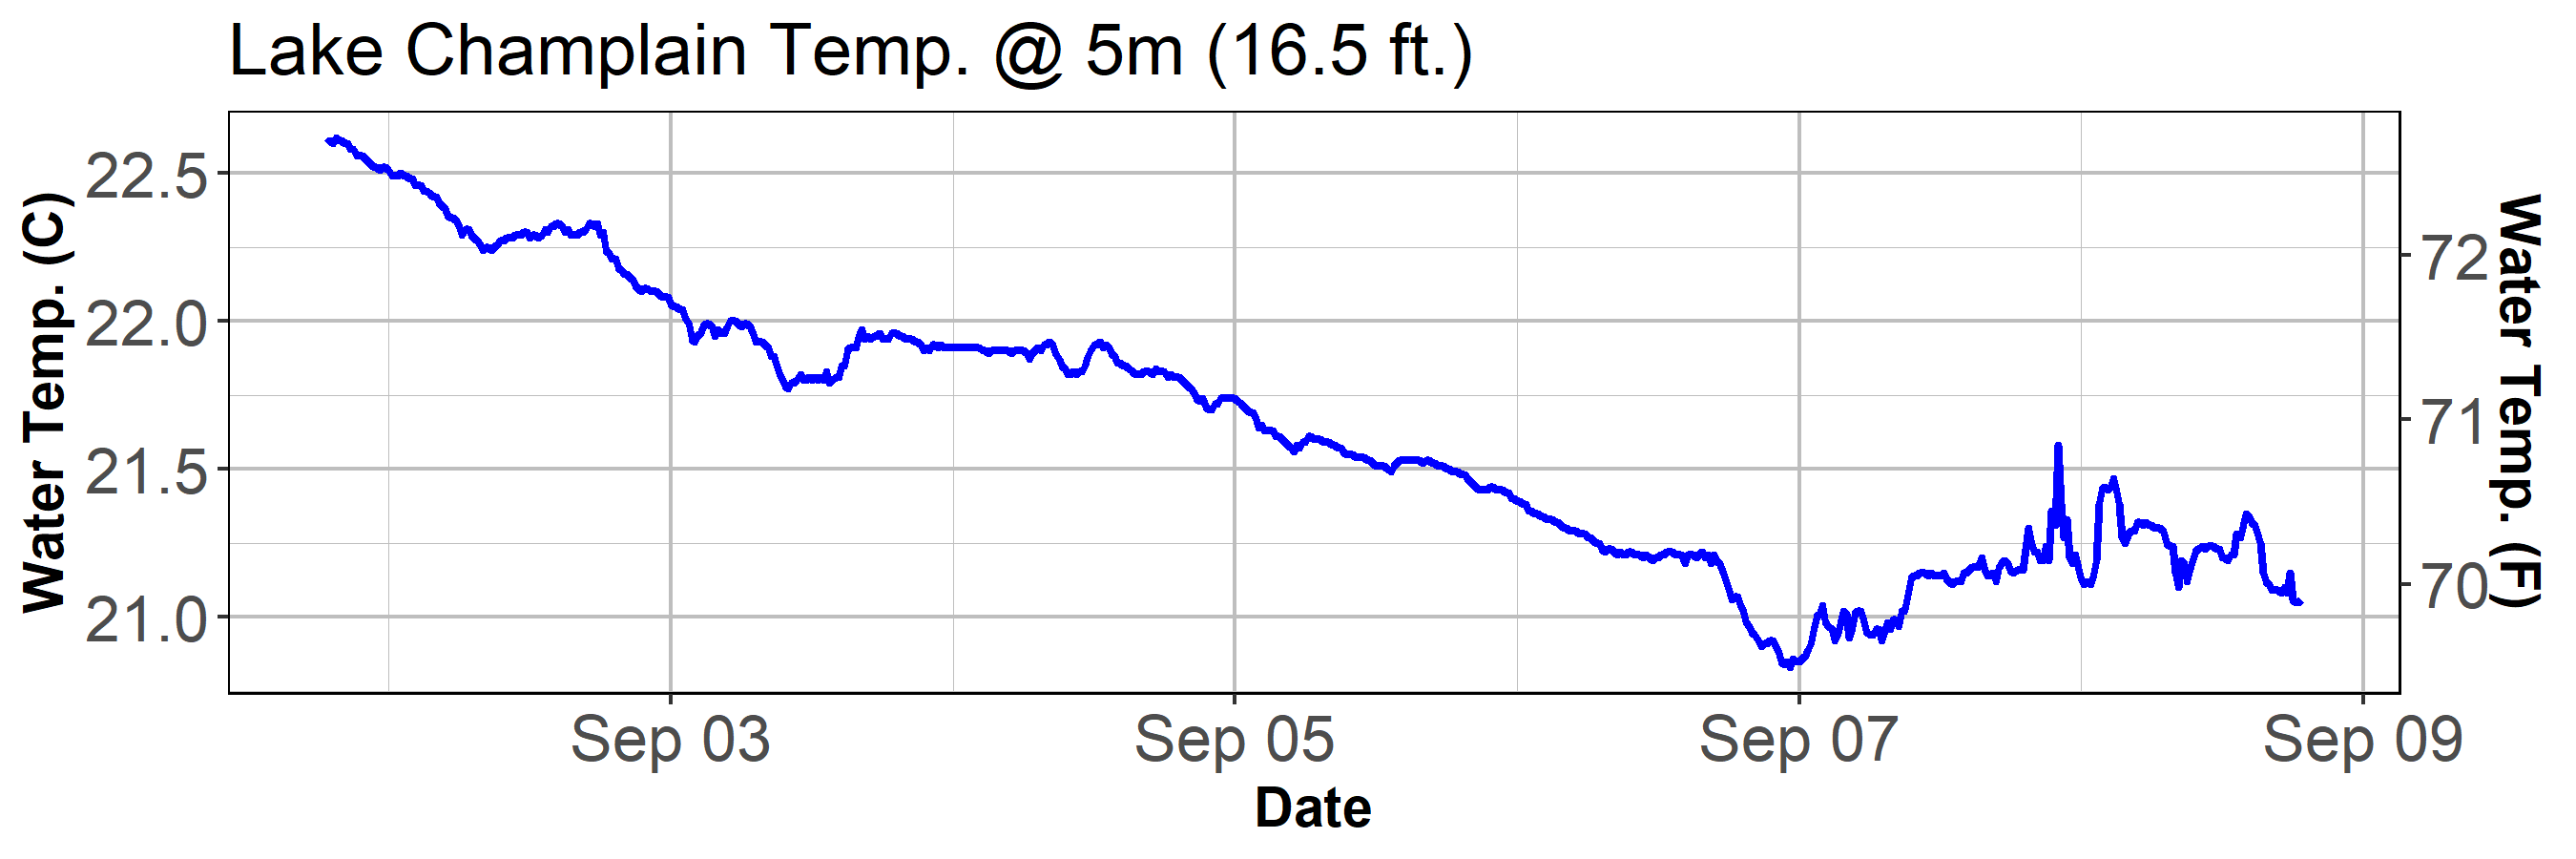 Lake Champlain Temp. @ 5m (16.5 ft.)
Water Temp. (C)
22.5
22.0
21.5
21.0
72
71
70
Water Temp. (F)
Sep 03
Sep 05
Sep 07
Sep 09
Date